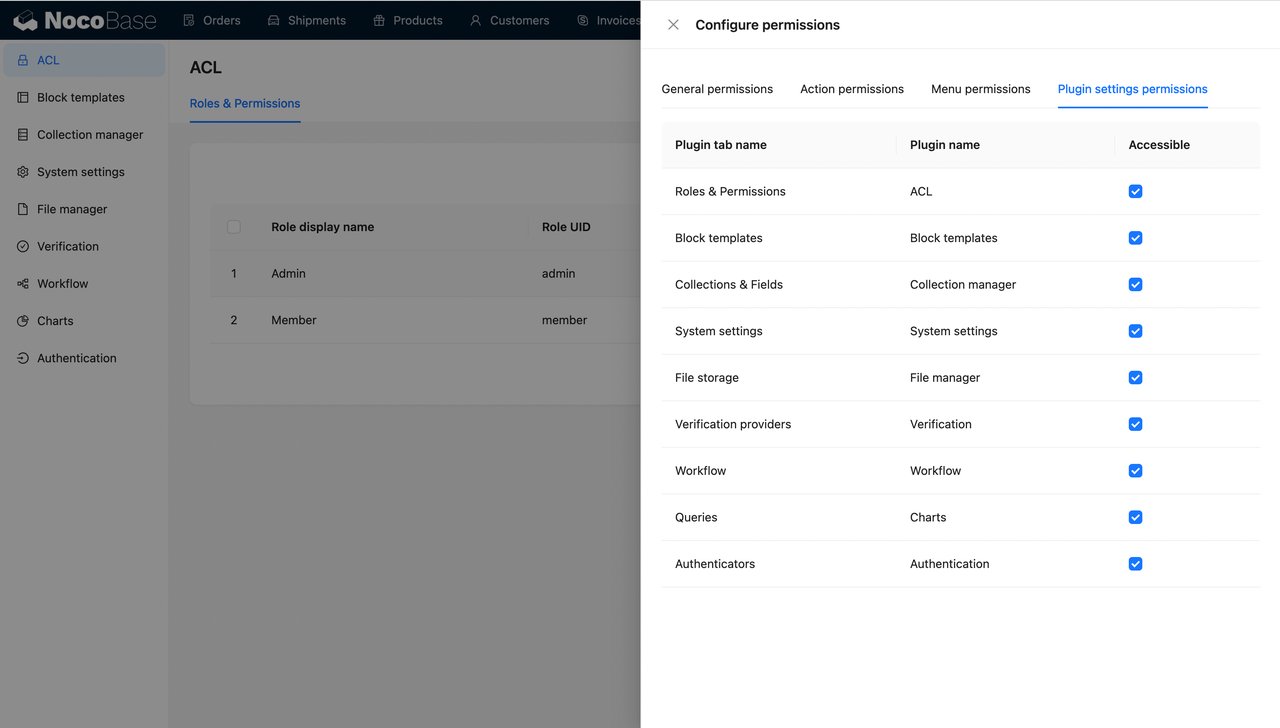 NocoBase
Orders
Shipments
Products
Customers
Invoices
ACL
Block templates
Collection manager
System settings
File manager
Verification
Workflow
Charts
Authentication
ACL
Roles & Permissions
Role display name Role UID
1 Admin admin
2 Member member
Configure permissions
General permissions
Action permissions
Menu permissions
Plugin settings permissions
Plugin tab name Plugin name Accessible
Roles & Permissions ACL
Block templates Block templates
Collections & Fields Collection manager
System settings System settings
File storage File manager
Verification providers Verification
Workflow Workflow
Queries Charts
Authenticators Authentication